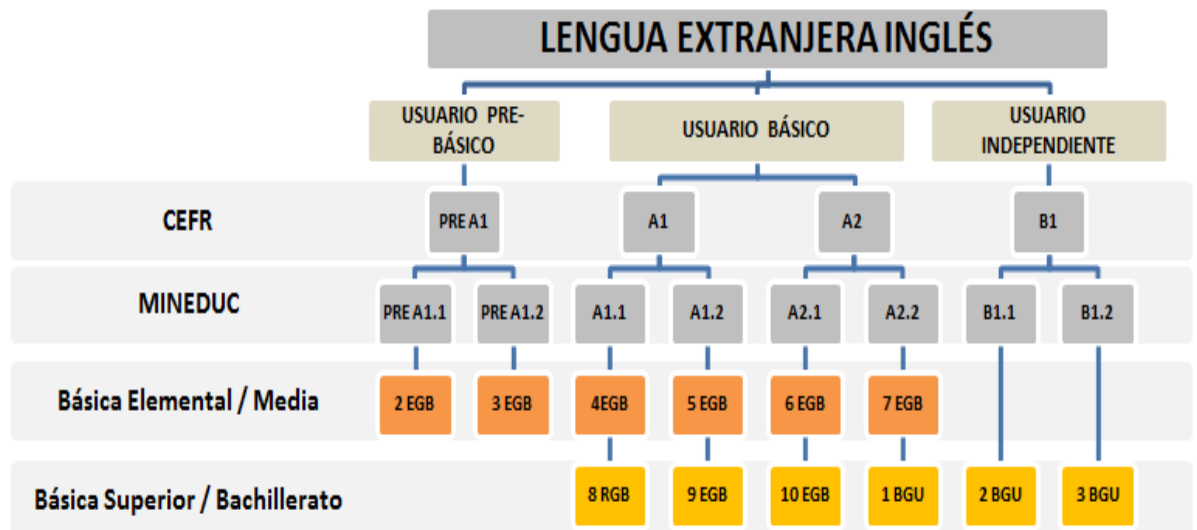 LENGUA EXTRANJERA INGLÉS
USUARIO PRE-
BÁSICO
USUARIO BÁSICO
USUARIO
INDEPENDIENTE
CEFR
PRE A1
A1
A2
B1
MINEDUC
PRE A1.1
PRE A1.2
A1.1
A1.2
A2.1
A2.2
B1.1
B1.2
Básica Elemental / Media
2 EGB
3 EGB
4EGB
5 EGB
6 EGB
7 EGB
Básica Superior / Bachillerato
8 RGB
9 EGB
10 EGB
1 BGU
2 BGU
3 BGU